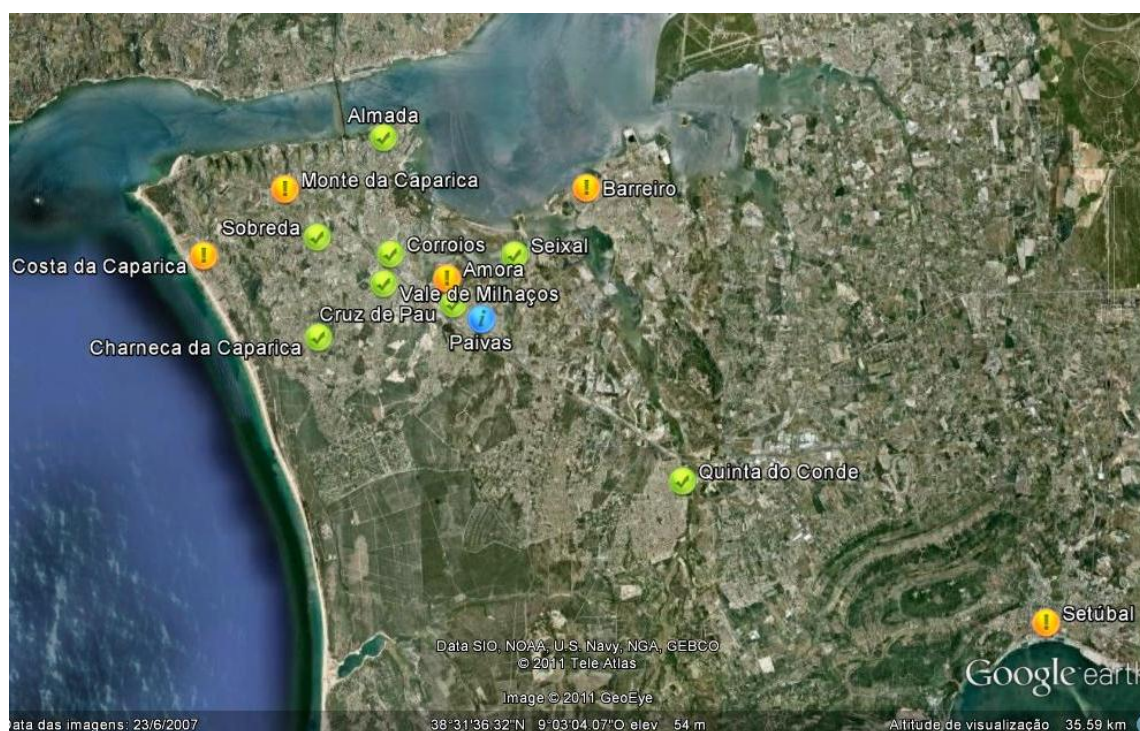 Almada
Monte da Caparica
Barreiro
Sobreda
Corroios
Seixal
Costa da Caparica
Amora
Vale de Milhaços
Cruz de Pau
Paivas
Charneca da Caparica
Quinta do Conde
Setúbal
Data SIO, NOAA, U.S. Navy, NGA, GEBCO
© 2011 Tele Atlas
Image © 2011 GeoEye
Google earth
Data das imagens: 23/6/2007 38°31'36.32"N 9°03'04.07"O elev 54 m Altitude de visualização 35.59 km